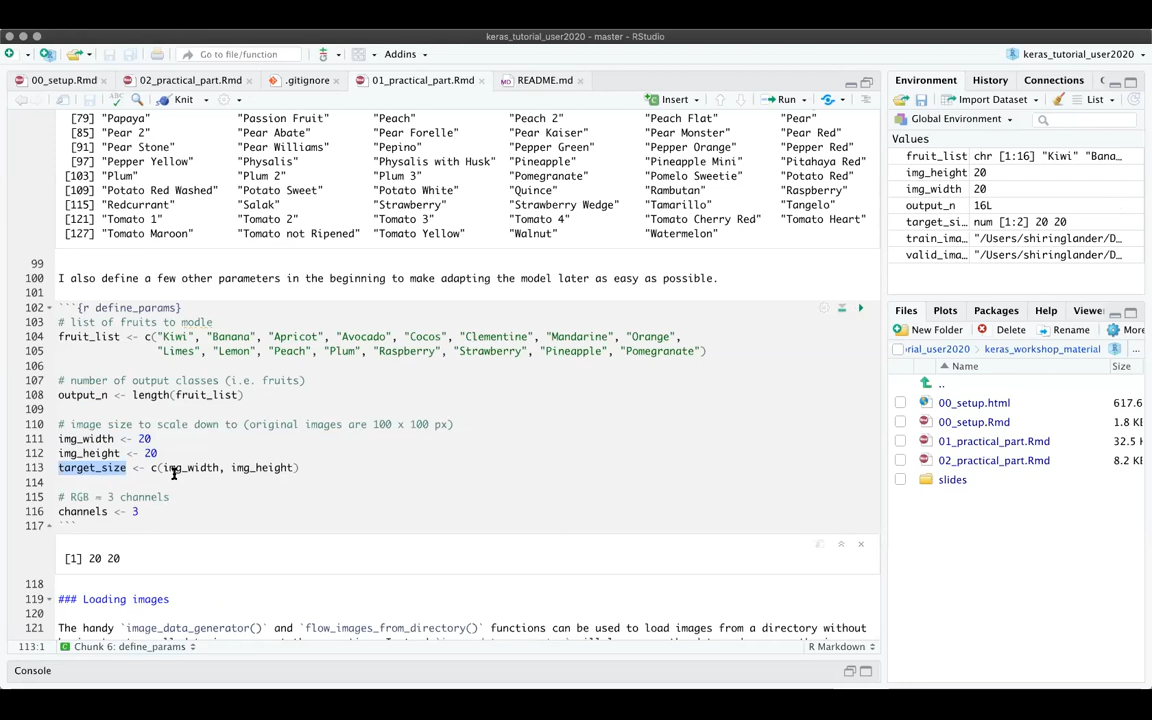 keras_tutorial_user2020 - master - RStudio
Go to file/function Addins keras_tutorial_user2020
00_setup.Rmd 02_practical_part.Rmd .gitignore 01_practical_part.Rmd README.md
Knit Insert Run
[79] "Papaya" "Passion Fruit" "Peach" "Peach 2" "Peach Flat" "Pear"
[85] "Pear 2" "Pear Abate" "Pear Forelle" "Pear Kaiser" "Pear Monster" "Pear Red"
[91] "Pear Stone" "Pear Williams" "Pepino" "Pepper Green" "Pepper Orange" "Pepper Red"
[97] "Pepper Yellow" "Physalis" "Physalis with Husk" "Pineapple" "Pineapple Mini" "Pitahaya Red"
[103] "Plum" "Plum 2" "Plum 3" "Pomegranate" "Pomelo Sweetie" "Potato Red"
[109] "Potato Red Washed" "Potato Sweet" "Potato White" "Quince" "Rambutan" "Raspberry"
[115] "Redcurrant" "Salak" "Strawberry" "Strawberry Wedge" "Tamarillo" "Tangelo"
[121] "Tomato 1" "Tomato 2" "Tomato 3" "Tomato 4" "Tomato Cherry Red" "Tomato Heart"
[127] "Tomato Maroon" "Tomato not Ripened" "Tomato Yellow" "Walnut" "Watermelon"
99
100 I also define a few other parameters in the beginning to make adapting the model later as easy as possible.
101
102 ```{r define_params}
103 # list of fruits to modle
104 fruit_list <- c("Kiwi", "Banana", "Apricot", "Avocado", "Cocos", "Clementine", "Mandarine", "Orange",
105 "Limes", "Lemon", "Peach", "Plum", "Raspberry", "Strawberry", "Pineapple", "Pomegranate")
106
107 # number of output classes (i.e. fruits)
108 output_n <- length(fruit_list)
109
110 # image size to scale down to (original images are 100 x 100 px)
111 img_width <- 20
112 img_height <- 20
113 target_size <- c(img_width, img_height)
114
115 # RGB = 3 channels
116 channels <- 3
117 ```
[1] 20 20
118
119 ### Loading images
120
121 The handy `image_data_generator()` and `flow_images_from_directory()` functions can be used to load images from a directory without
113:1 Chunk 6: define_params R Markdown
Console
Environment History Connections
Import Dataset List
Global Environment
Values
fruit_list chr [1:16] "Kiwi" "Bana…
img_height 20
img_width 20
output_n 16L
target_si… num [1:2] 20 20
train_ima… "/Users/shiringlander/D…
valid_ima… "/Users/shiringlander/D…
Files Plots Packages Help Viewe
New Folder Delete Rename More
rial_user2020 keras_workshop_material ...
Name Size
..
00_setup.html 617.6
00_setup.Rmd 1.8 KB
01_practical_part.Rmd 32.5
02_practical_part.Rmd 8.2 KB
slides